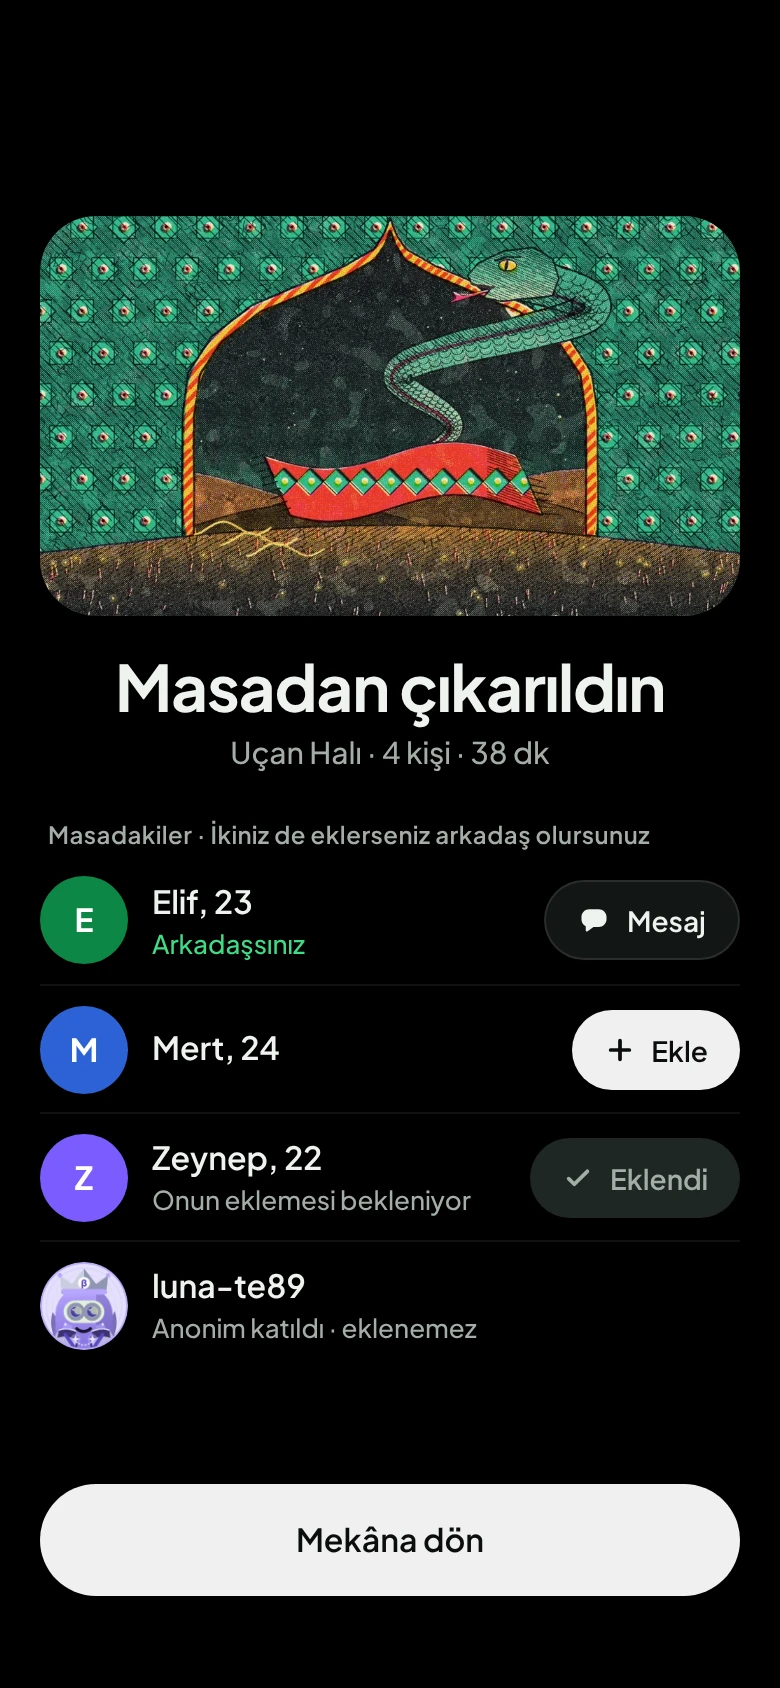 Masadan çıkarıldın
Uçan Halı · 4 kişi · 38 dk
Masadakiler · İkiniz de eklerseniz arkadaş olursunuz
E
Elif, 23
Arkadaşsınız
Mesaj
M
Mert, 24
Ekle
Z
Zeynep, 22
Onun eklemesi bekleniyor
Eklendi
β
luna-te89
Anonim katıldı · eklenemez
Mekâna dön